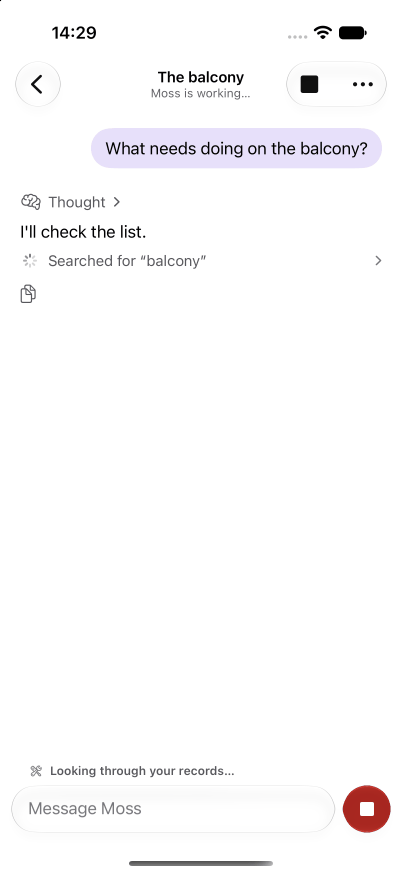 14:29
The balcony
Moss is working...
What needs doing on the balcony?
Thought
I'll check the list.
Searched for “balcony”
Looking through your records...
Message Moss